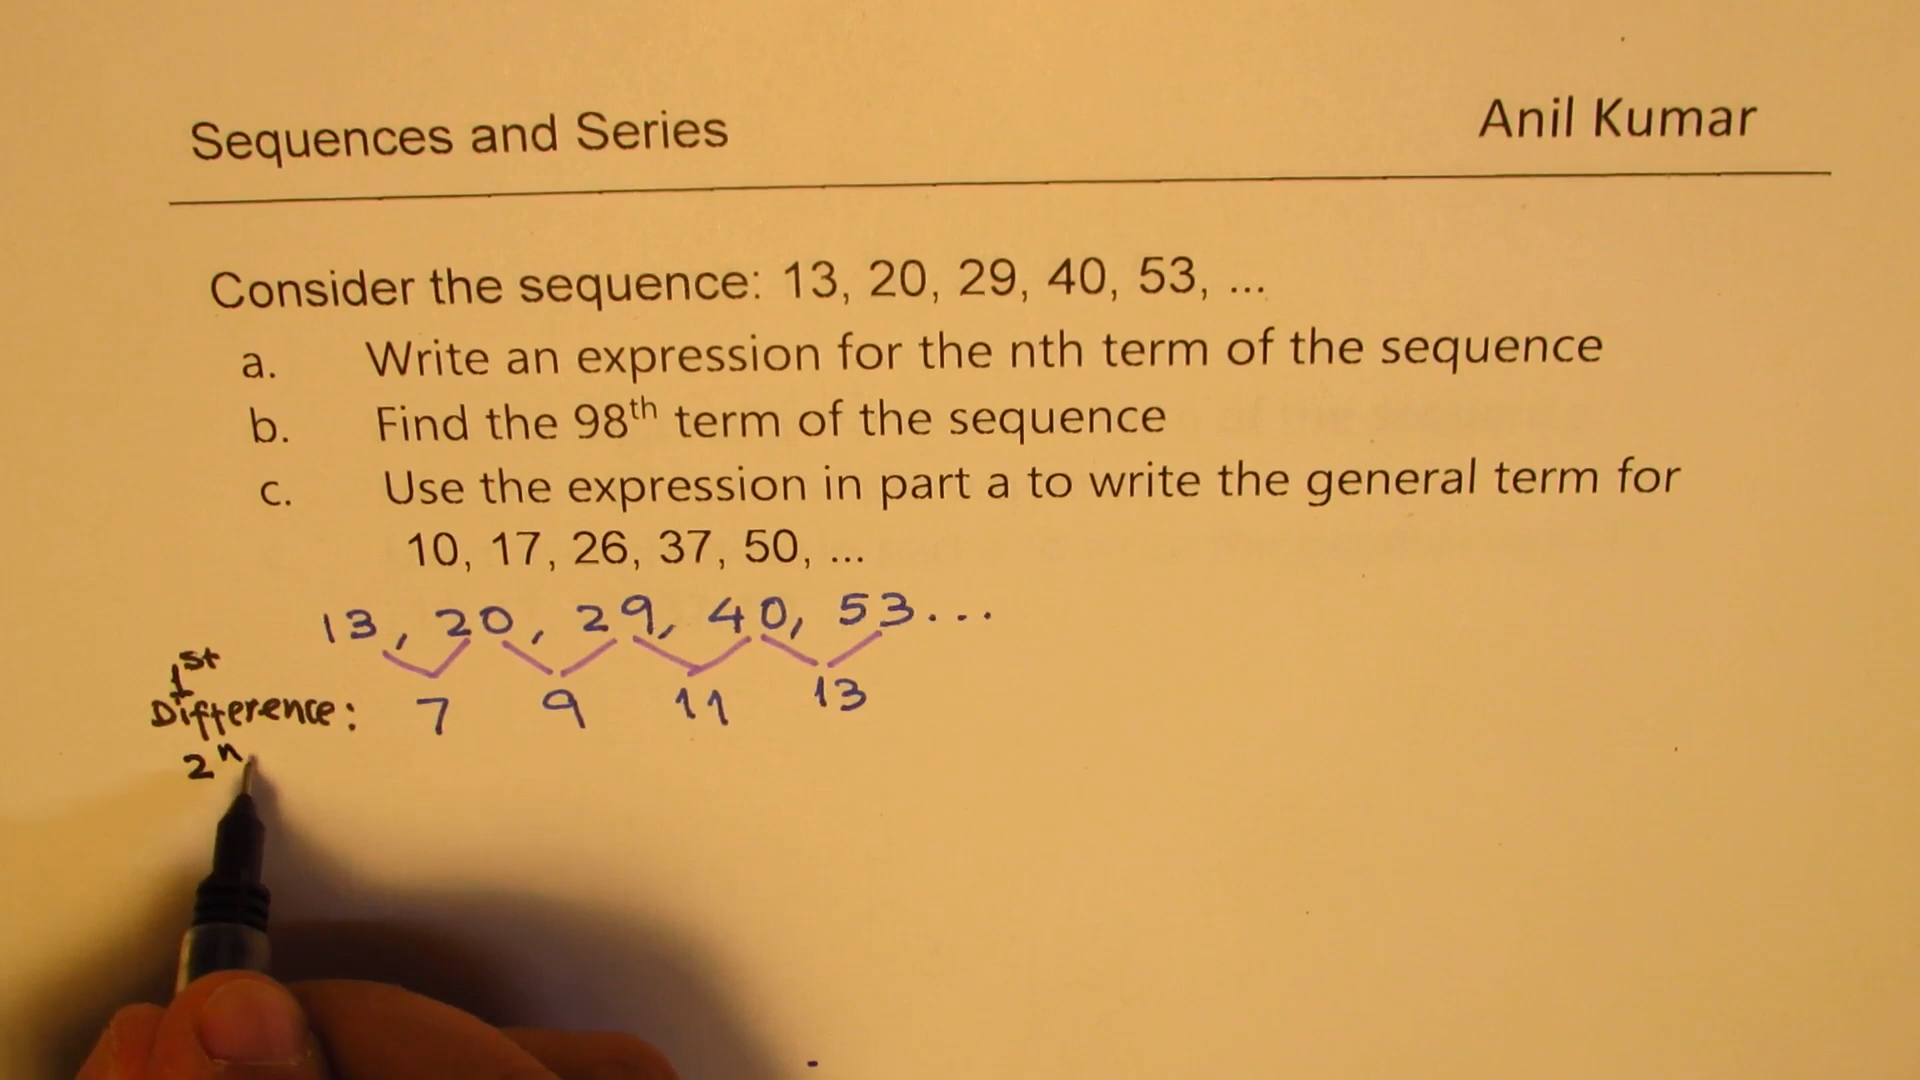 Sequences and Series
Anil Kumar
Consider the sequence: 13, 20, 29, 40, 53, ...
a. Write an expression for the nth term of the sequence
b. Find the 98th term of the sequence
c. Use the expression in part a to write the general term for
10, 17, 26, 37, 50, ...
13, 20, 29, 40, 53...
1st
Difference: 7 9 11 13
2n